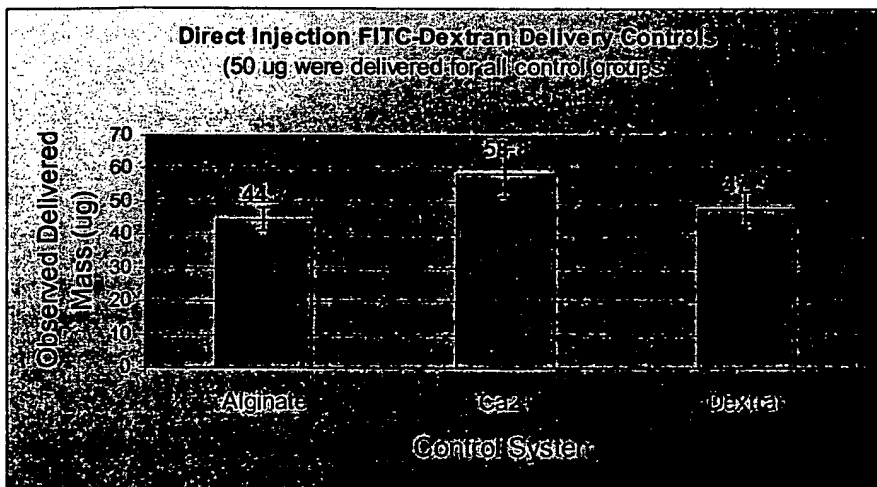 Direct Injection FITC-Dextran Delivery Controls
(50 ug were delivered for all control groups
Observed Delivered
Mass (ug)
70
60
50
40
30
20
10
0
Alginate
Ca2+
Dextran
Control System